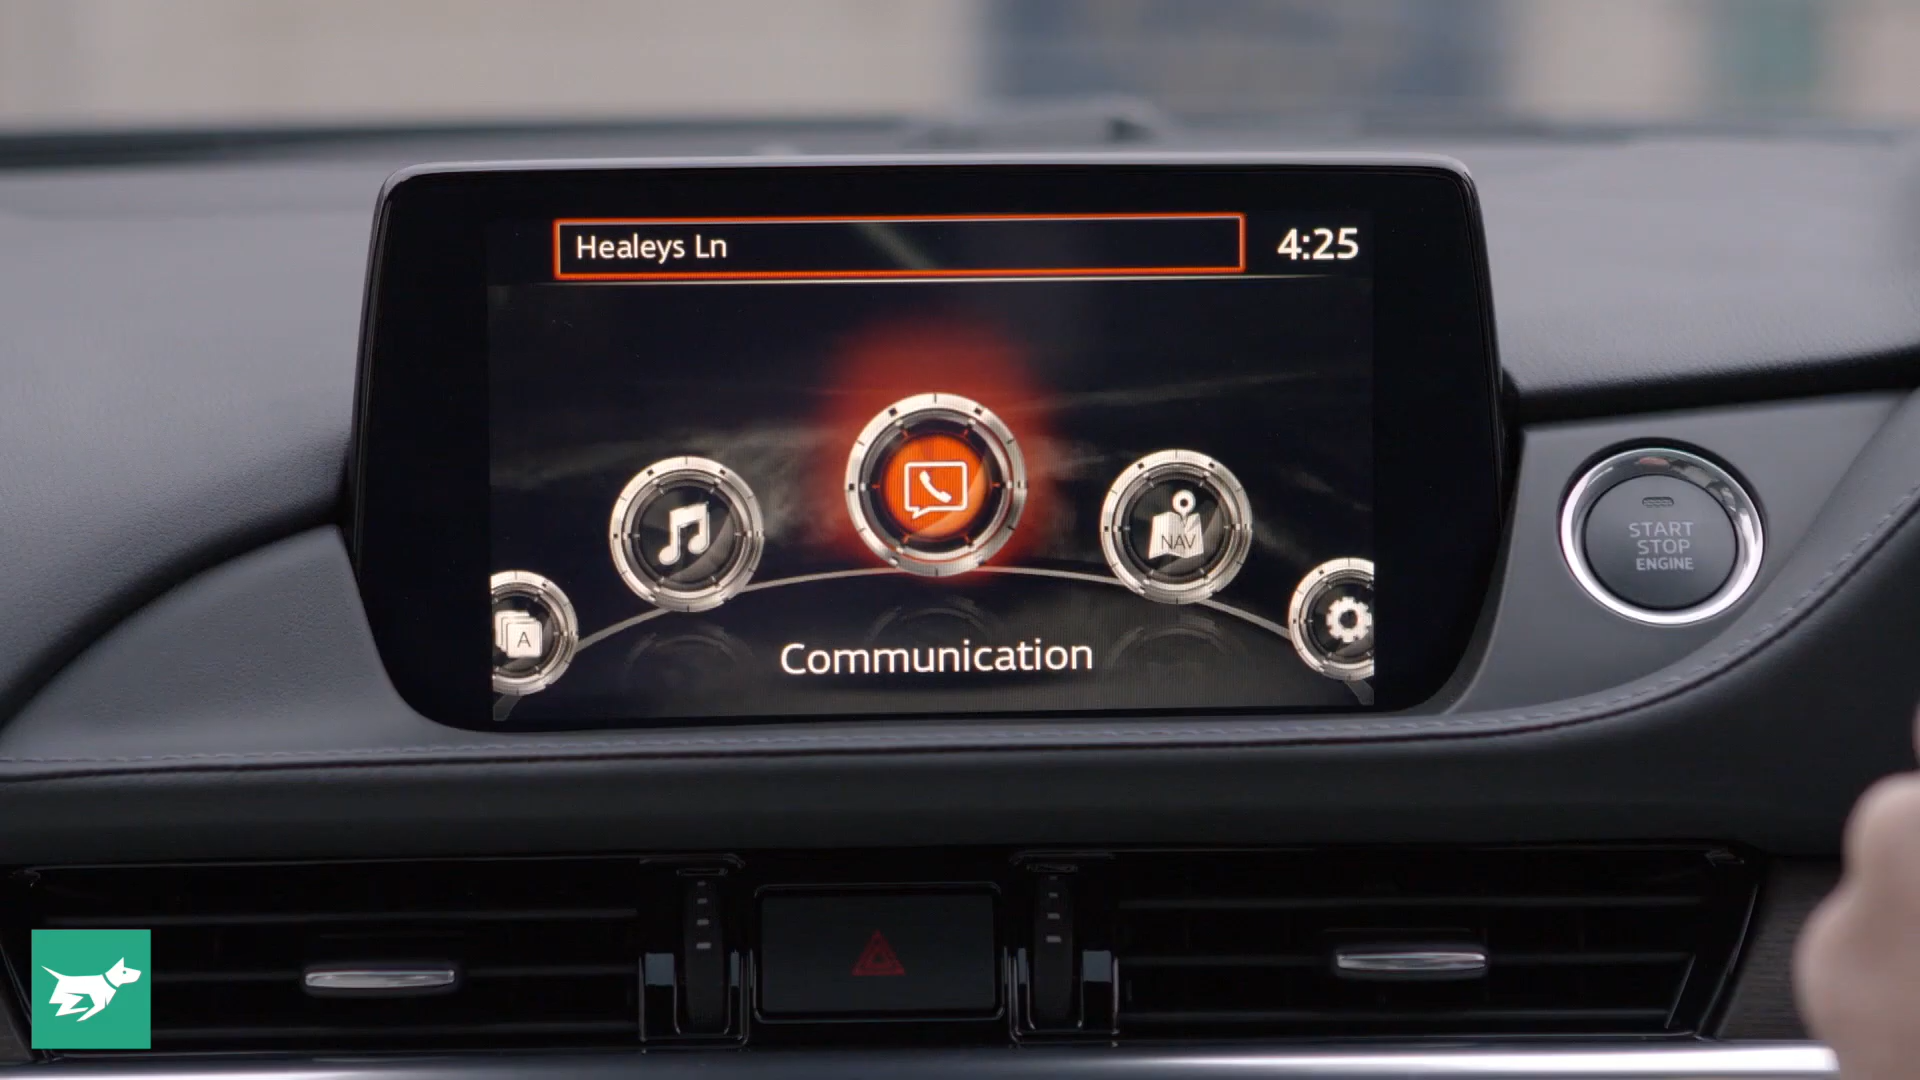 Healeys Ln
4:25
NAV
A
Communication
START
STOP
ENGINE